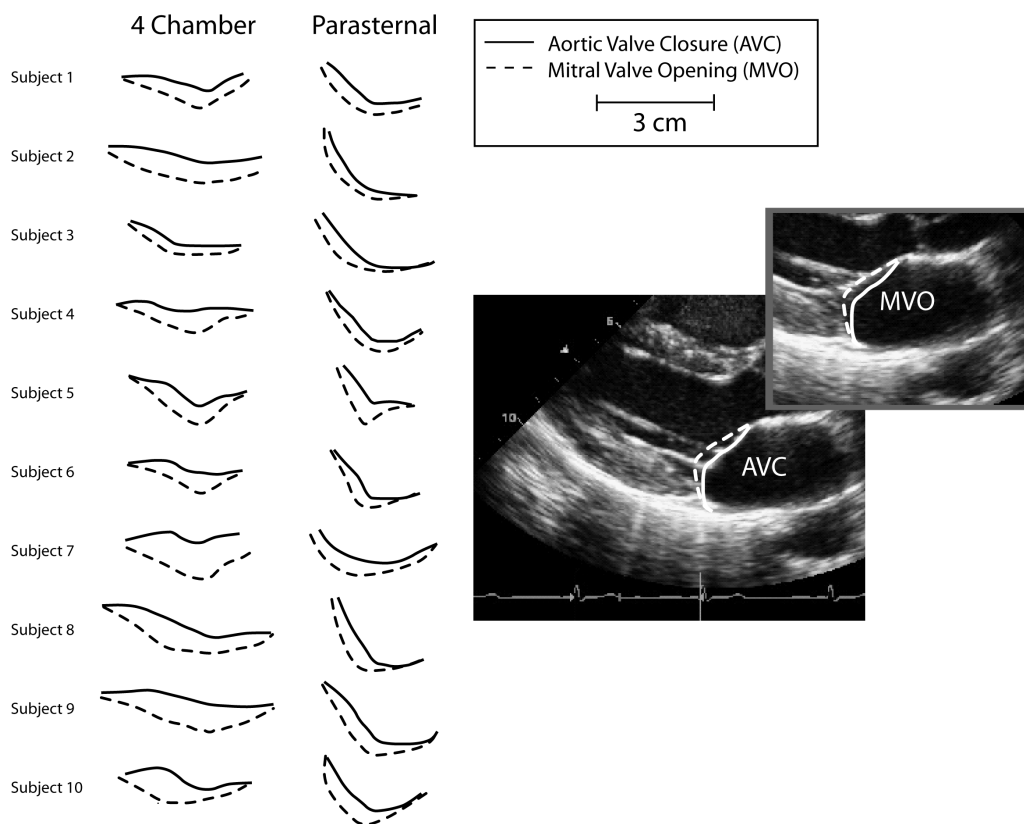 4 Chamber
Parasternal
Aortic Valve Closure (AVC)
Mitral Valve Opening (MVO)
3 cm
Subject 1
Subject 2
Subject 3
Subject 4
Subject 5
Subject 6
Subject 7
Subject 8
Subject 9
Subject 10
MVO
5
10
AVC